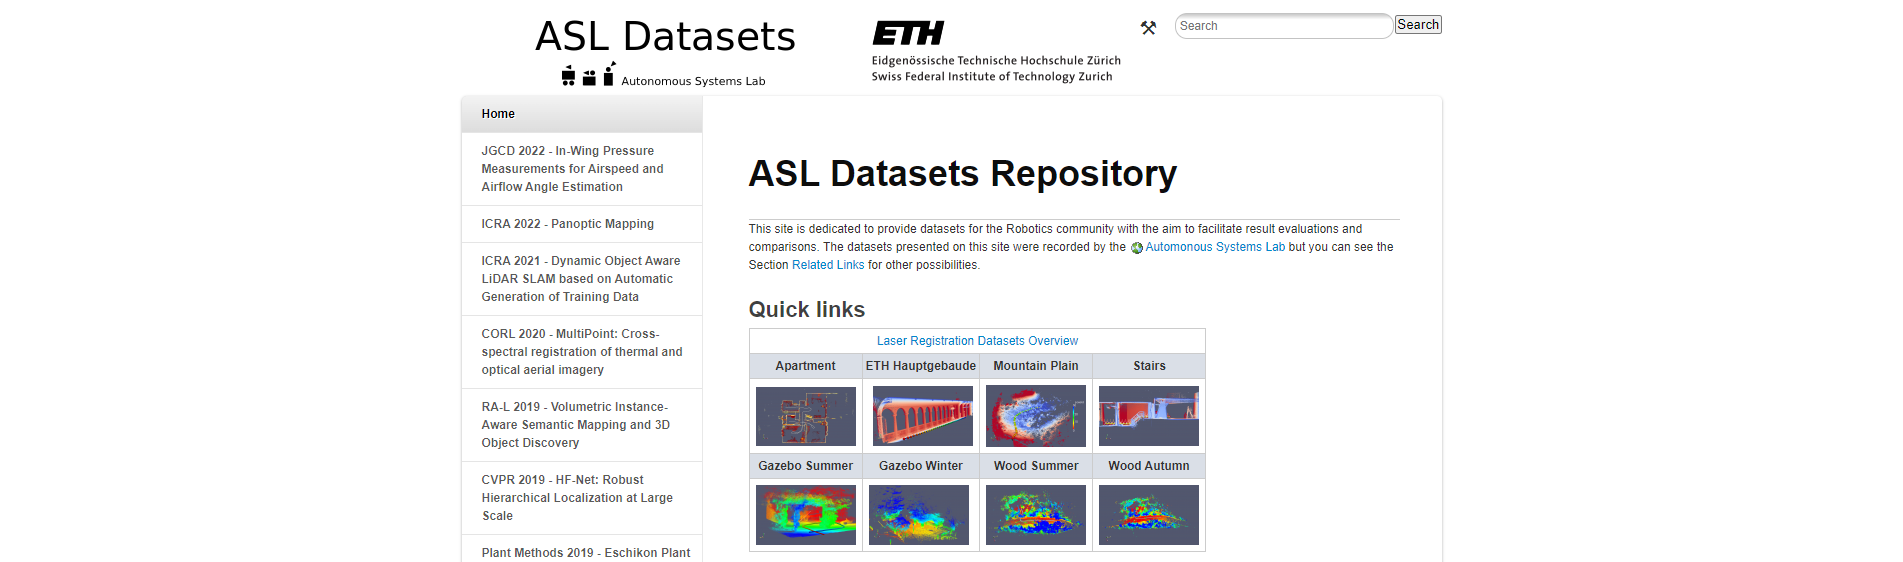 ASL Datasets
Autonomous Systems Lab
ETH
Eidgenössische Technische Hochschule Zürich
Swiss Federal Institute of Technology Zurich
Search
Search
Home
JGCD 2022 - In-Wing Pressure
Measurements for Airspeed and
Airflow Angle Estimation
ICRA 2022 - Panoptic Mapping
ICRA 2021 - Dynamic Object Aware
LiDAR SLAM based on Automatic
Generation of Training Data
CORL 2020 - MultiPoint: Cross-
spectral registration of thermal and
optical aerial imagery
RA-L 2019 - Volumetric Instance-
Aware Semantic Mapping and 3D
Object Discovery
CVPR 2019 - HF-Net: Robust
Hierarchical Localization at Large
Scale
Plant Methods 2019 - Eschikon Plant
ASL Datasets Repository
This site is dedicated to provide datasets for the Robotics community with the aim to facilitate result evaluations and
comparisons. The datasets presented on this site were recorded by the Automonous Systems Lab but you can see the
Section Related Links for other possibilities.
Quick links
Laser Registration Datasets Overview
Apartment ETH Hauptgebaude Mountain Plain Stairs
Gazebo Summer Gazebo Winter Wood Summer Wood Autumn